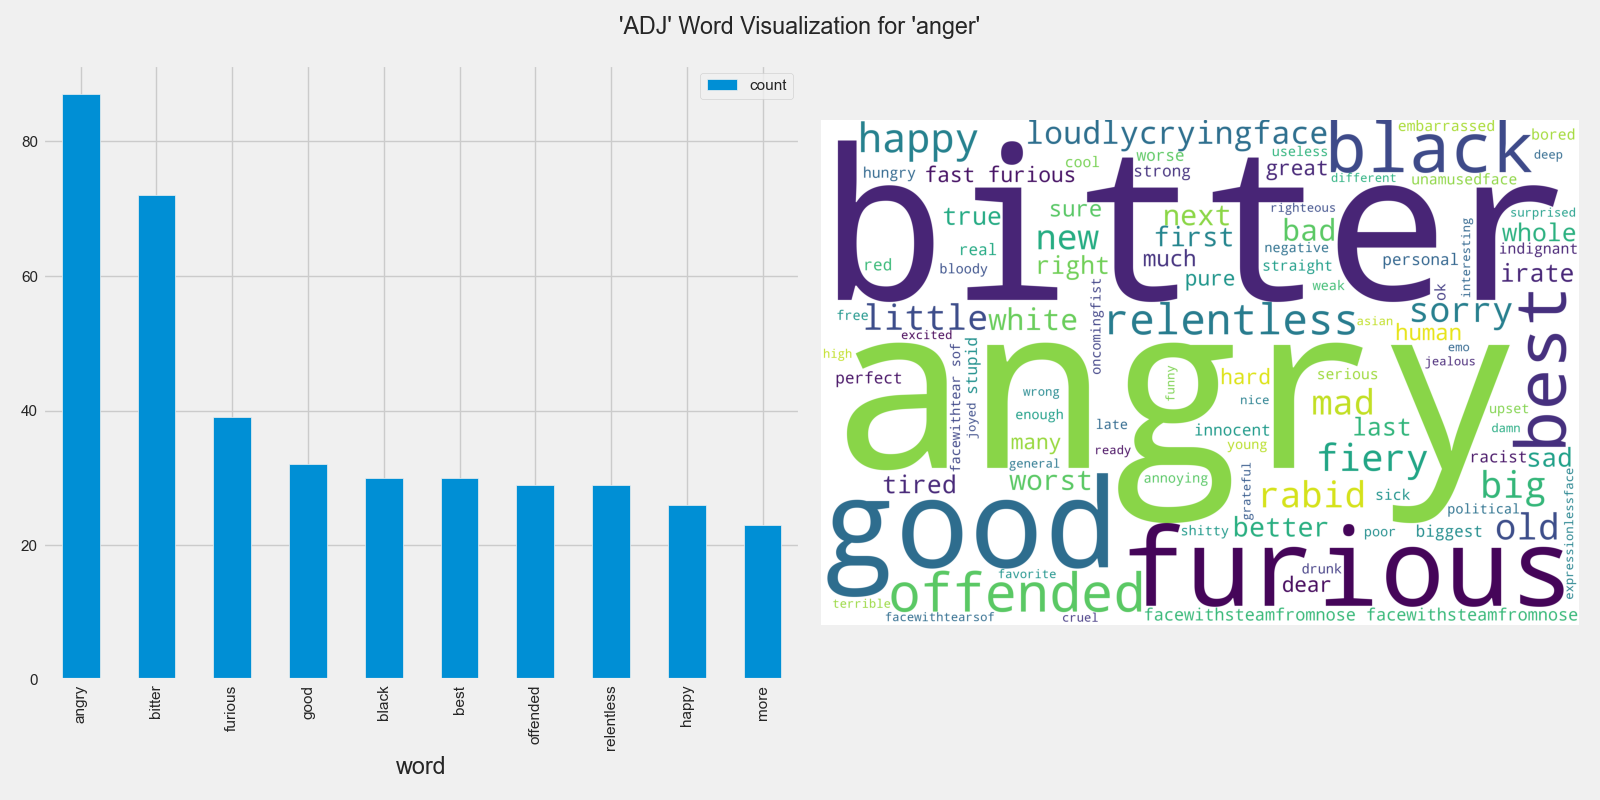 'ADJ' Word Visualization for 'anger'
count
80
60
40
20
0
angry
bitter
furious
good
black
best
offended
relentless
happy
more
word
happy
loudlycryingface
black
embarrassed
bored
deep
cool
worse
useless
hungry
fast furious
strong
great
different
unamusedface
bitter
true
sure
next
righteous
surprised
real
new
first
bad
interesting
whole
red
bloody
right
much
negative
indignant
pure
straight
personal
irate
weak
ok
free
little
white
oncomingfist
relentless
asian
sorry
human
best
excited
high
emo
jealous
angry
perfect
facewithtear sof
stupid
joyed
wrong
enough
funny
hard
nice
serious
mad
upset
damn
late
innocent
last
many
ready
young
general
fiery
racist
sad
tired
worst
annoying
grateful
rabid
sick
big
political
expressionlessface
good
shitty
better
poor
biggest
old
furious
favorite
offended
drunk
dear
terrible
facewithtearsof
cruel
facewithsteamfromnose facewithsteamfromnose